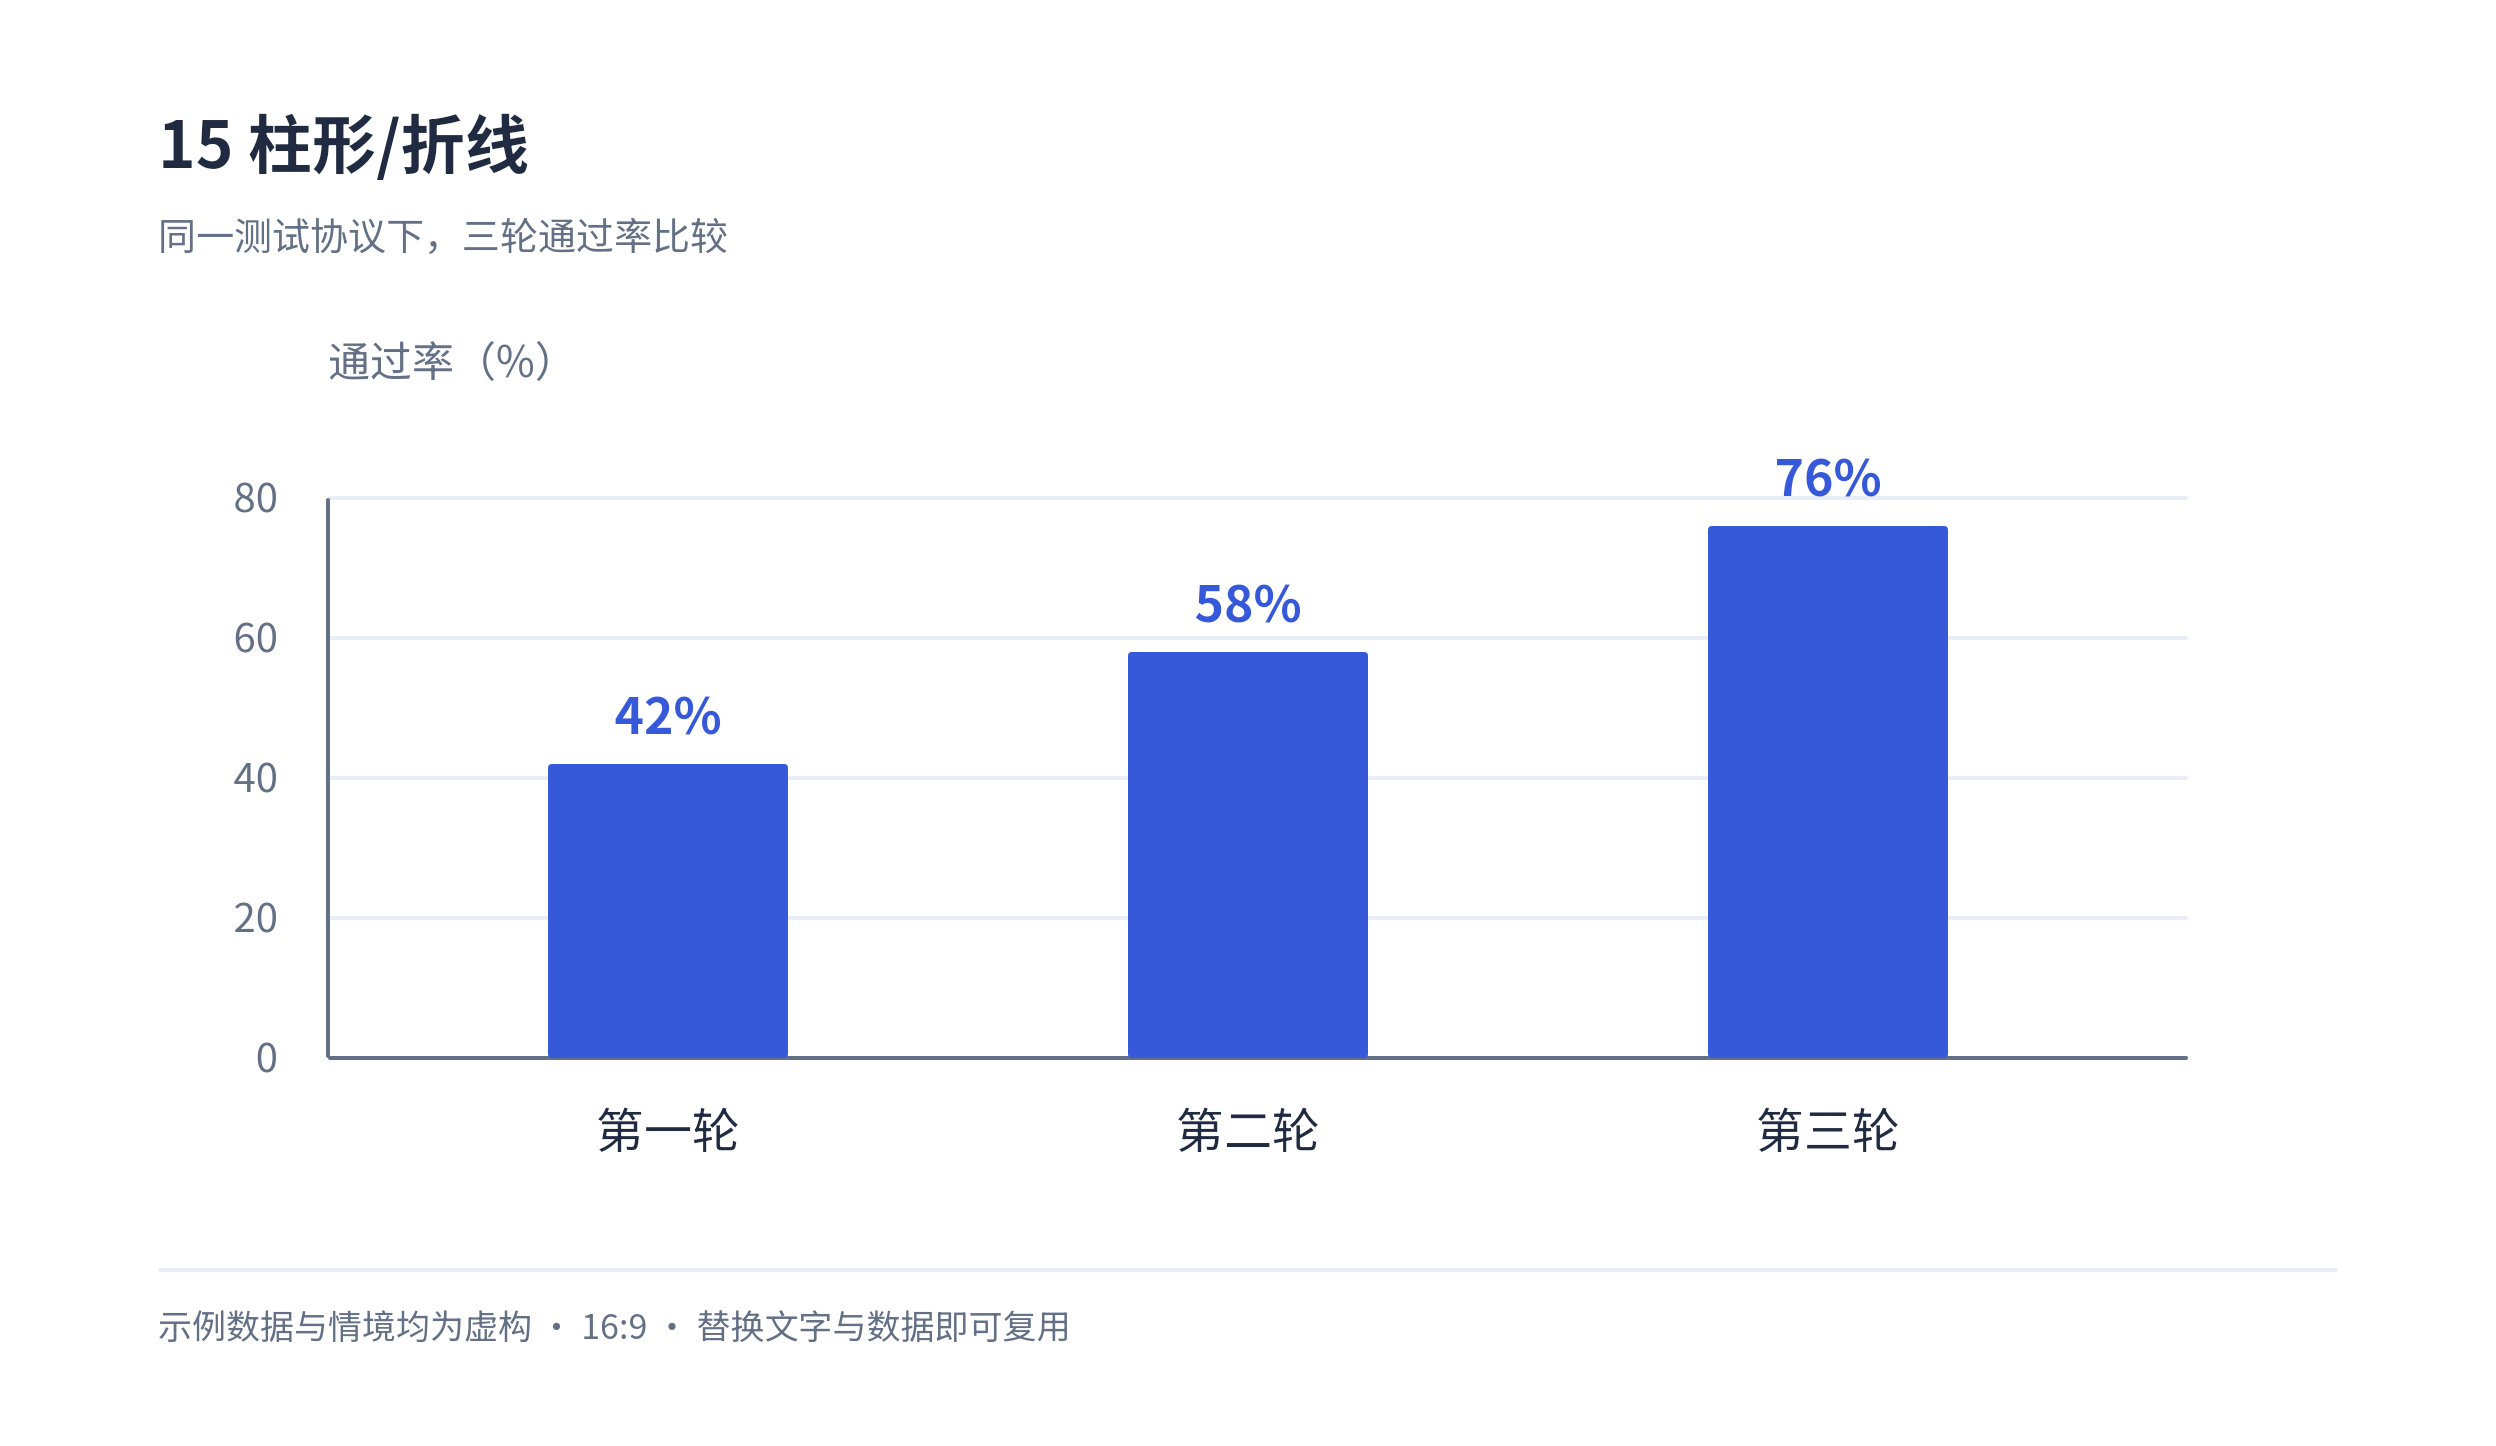 15 柱形/折线
同一测试协议下，三轮通过率比较
通过率（%）
76%
80
58%
60
42%
40
20
0
第一轮 第二轮 第三轮
示例数据与情境均为虚构 · 16:9 · 替换文字与数据即可复用